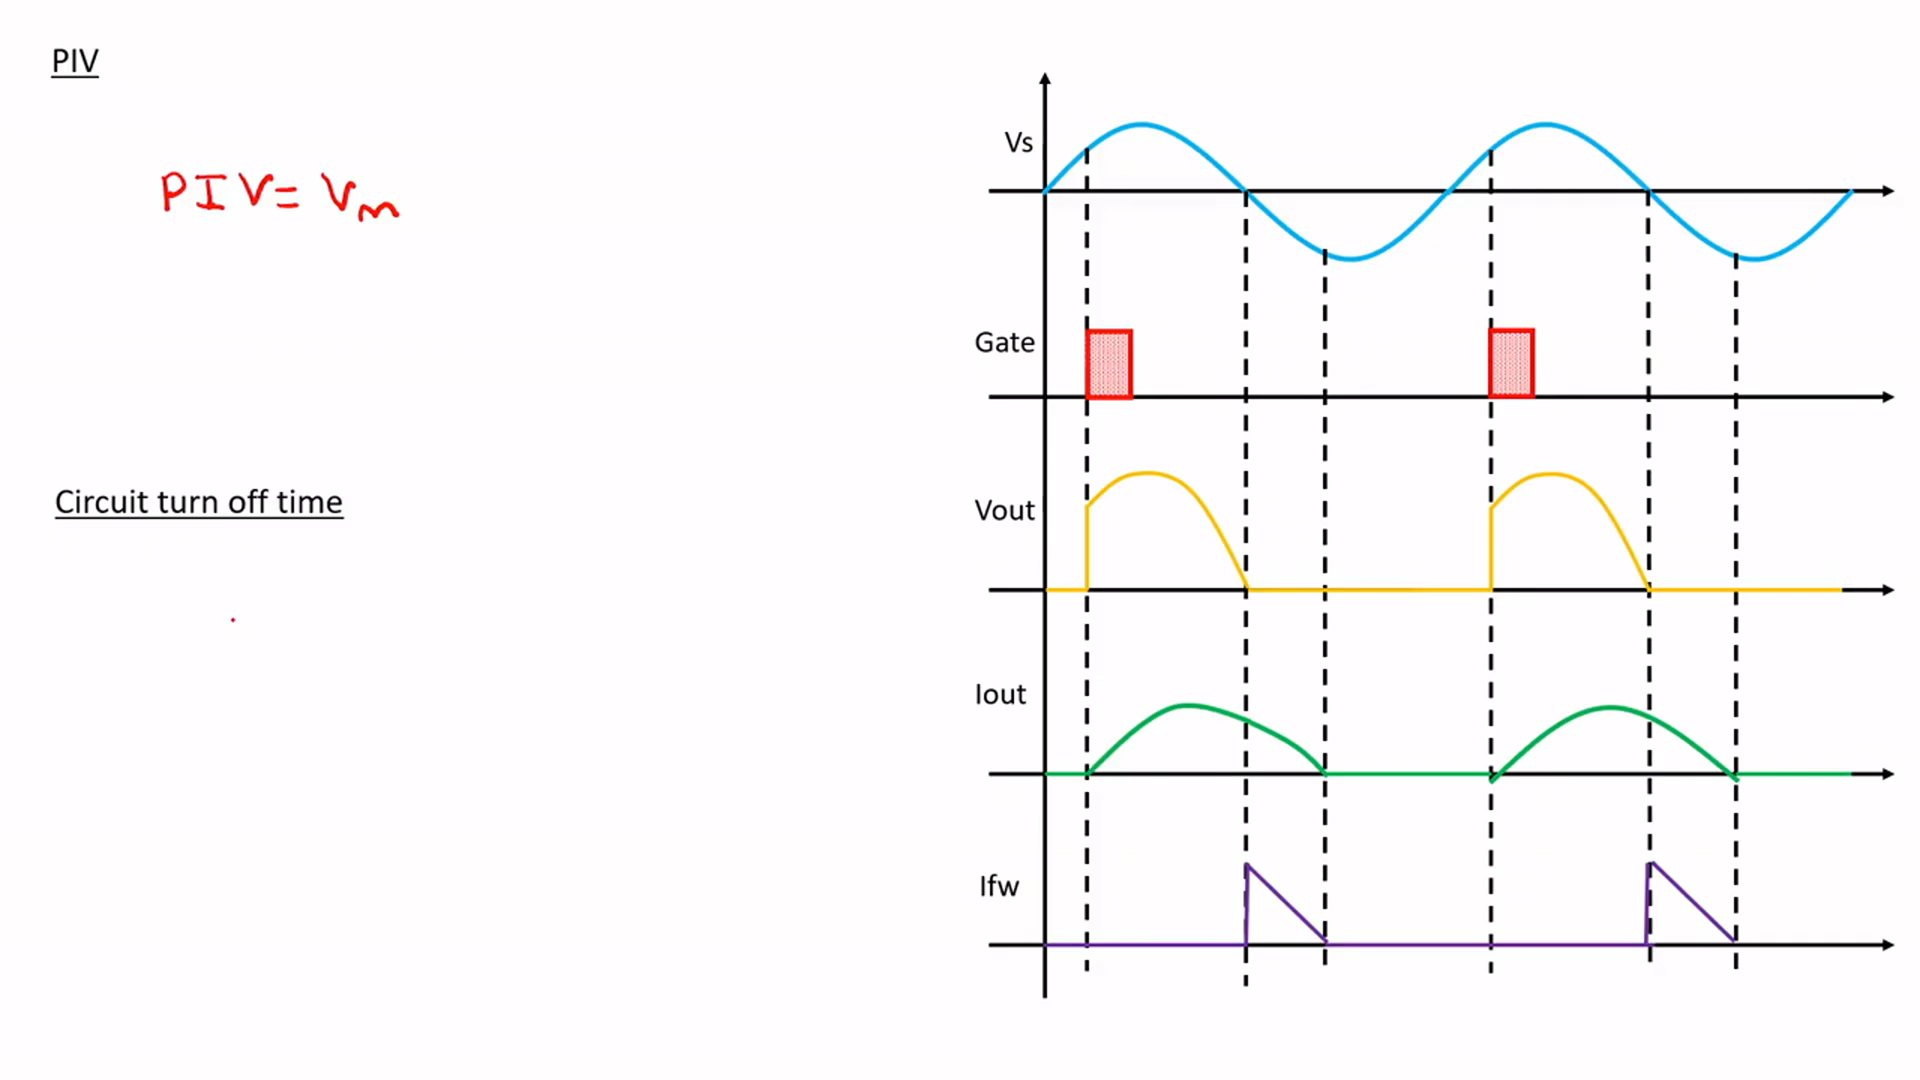 PIV
PIV = Vm
Circuit turn off time
Vs
Gate
Vout
Iout
Ifw